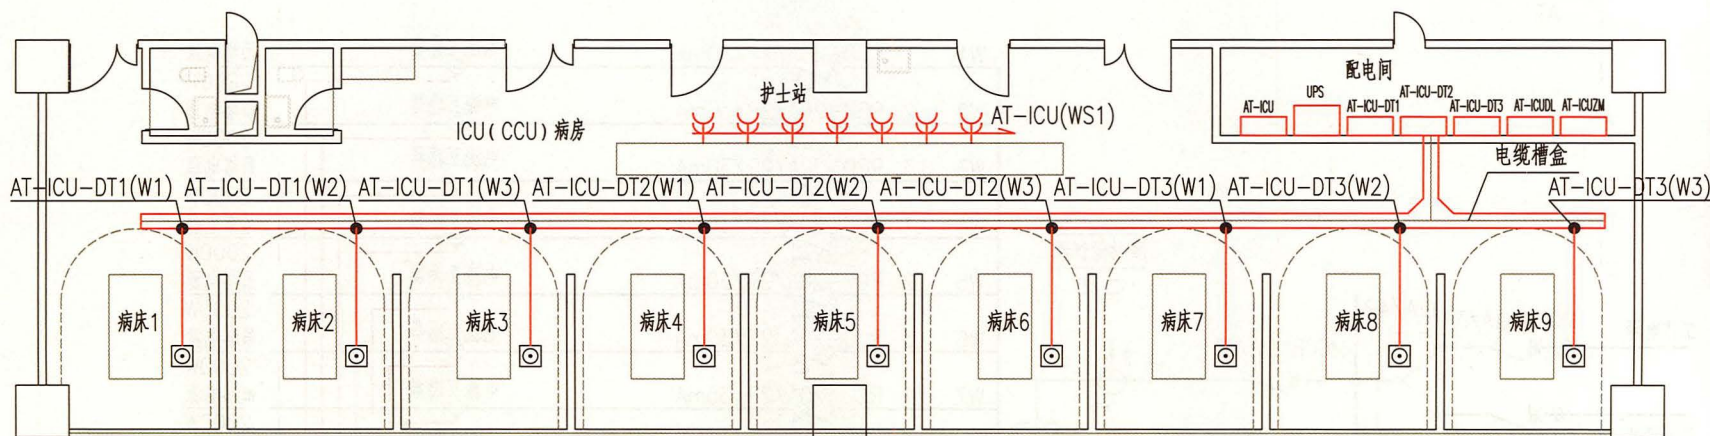 配电间
护士站
AT-ICU
UPS
AT-ICU-DT1
AT-ICU-DT2
AT-ICU-DT3
AT-ICUDL
AT-ICUZM
ICU(CCU)病房
AT-ICU(WS1)
电缆槽盒
AT-ICU-DT1(W1)
AT-ICU-DT1(W2)
AT-ICU-DT1(W3)
AT-ICU-DT2(W1)
AT-ICU-DT2(W2)
AT-ICU-DT2(W3)
AT-ICU-DT3(W1)
AT-ICU-DT3(W2)
AT-ICU-DT3(W3)
病床1
病床2
病床3
病床4
病床5
病床6
病床7
病床8
病床9